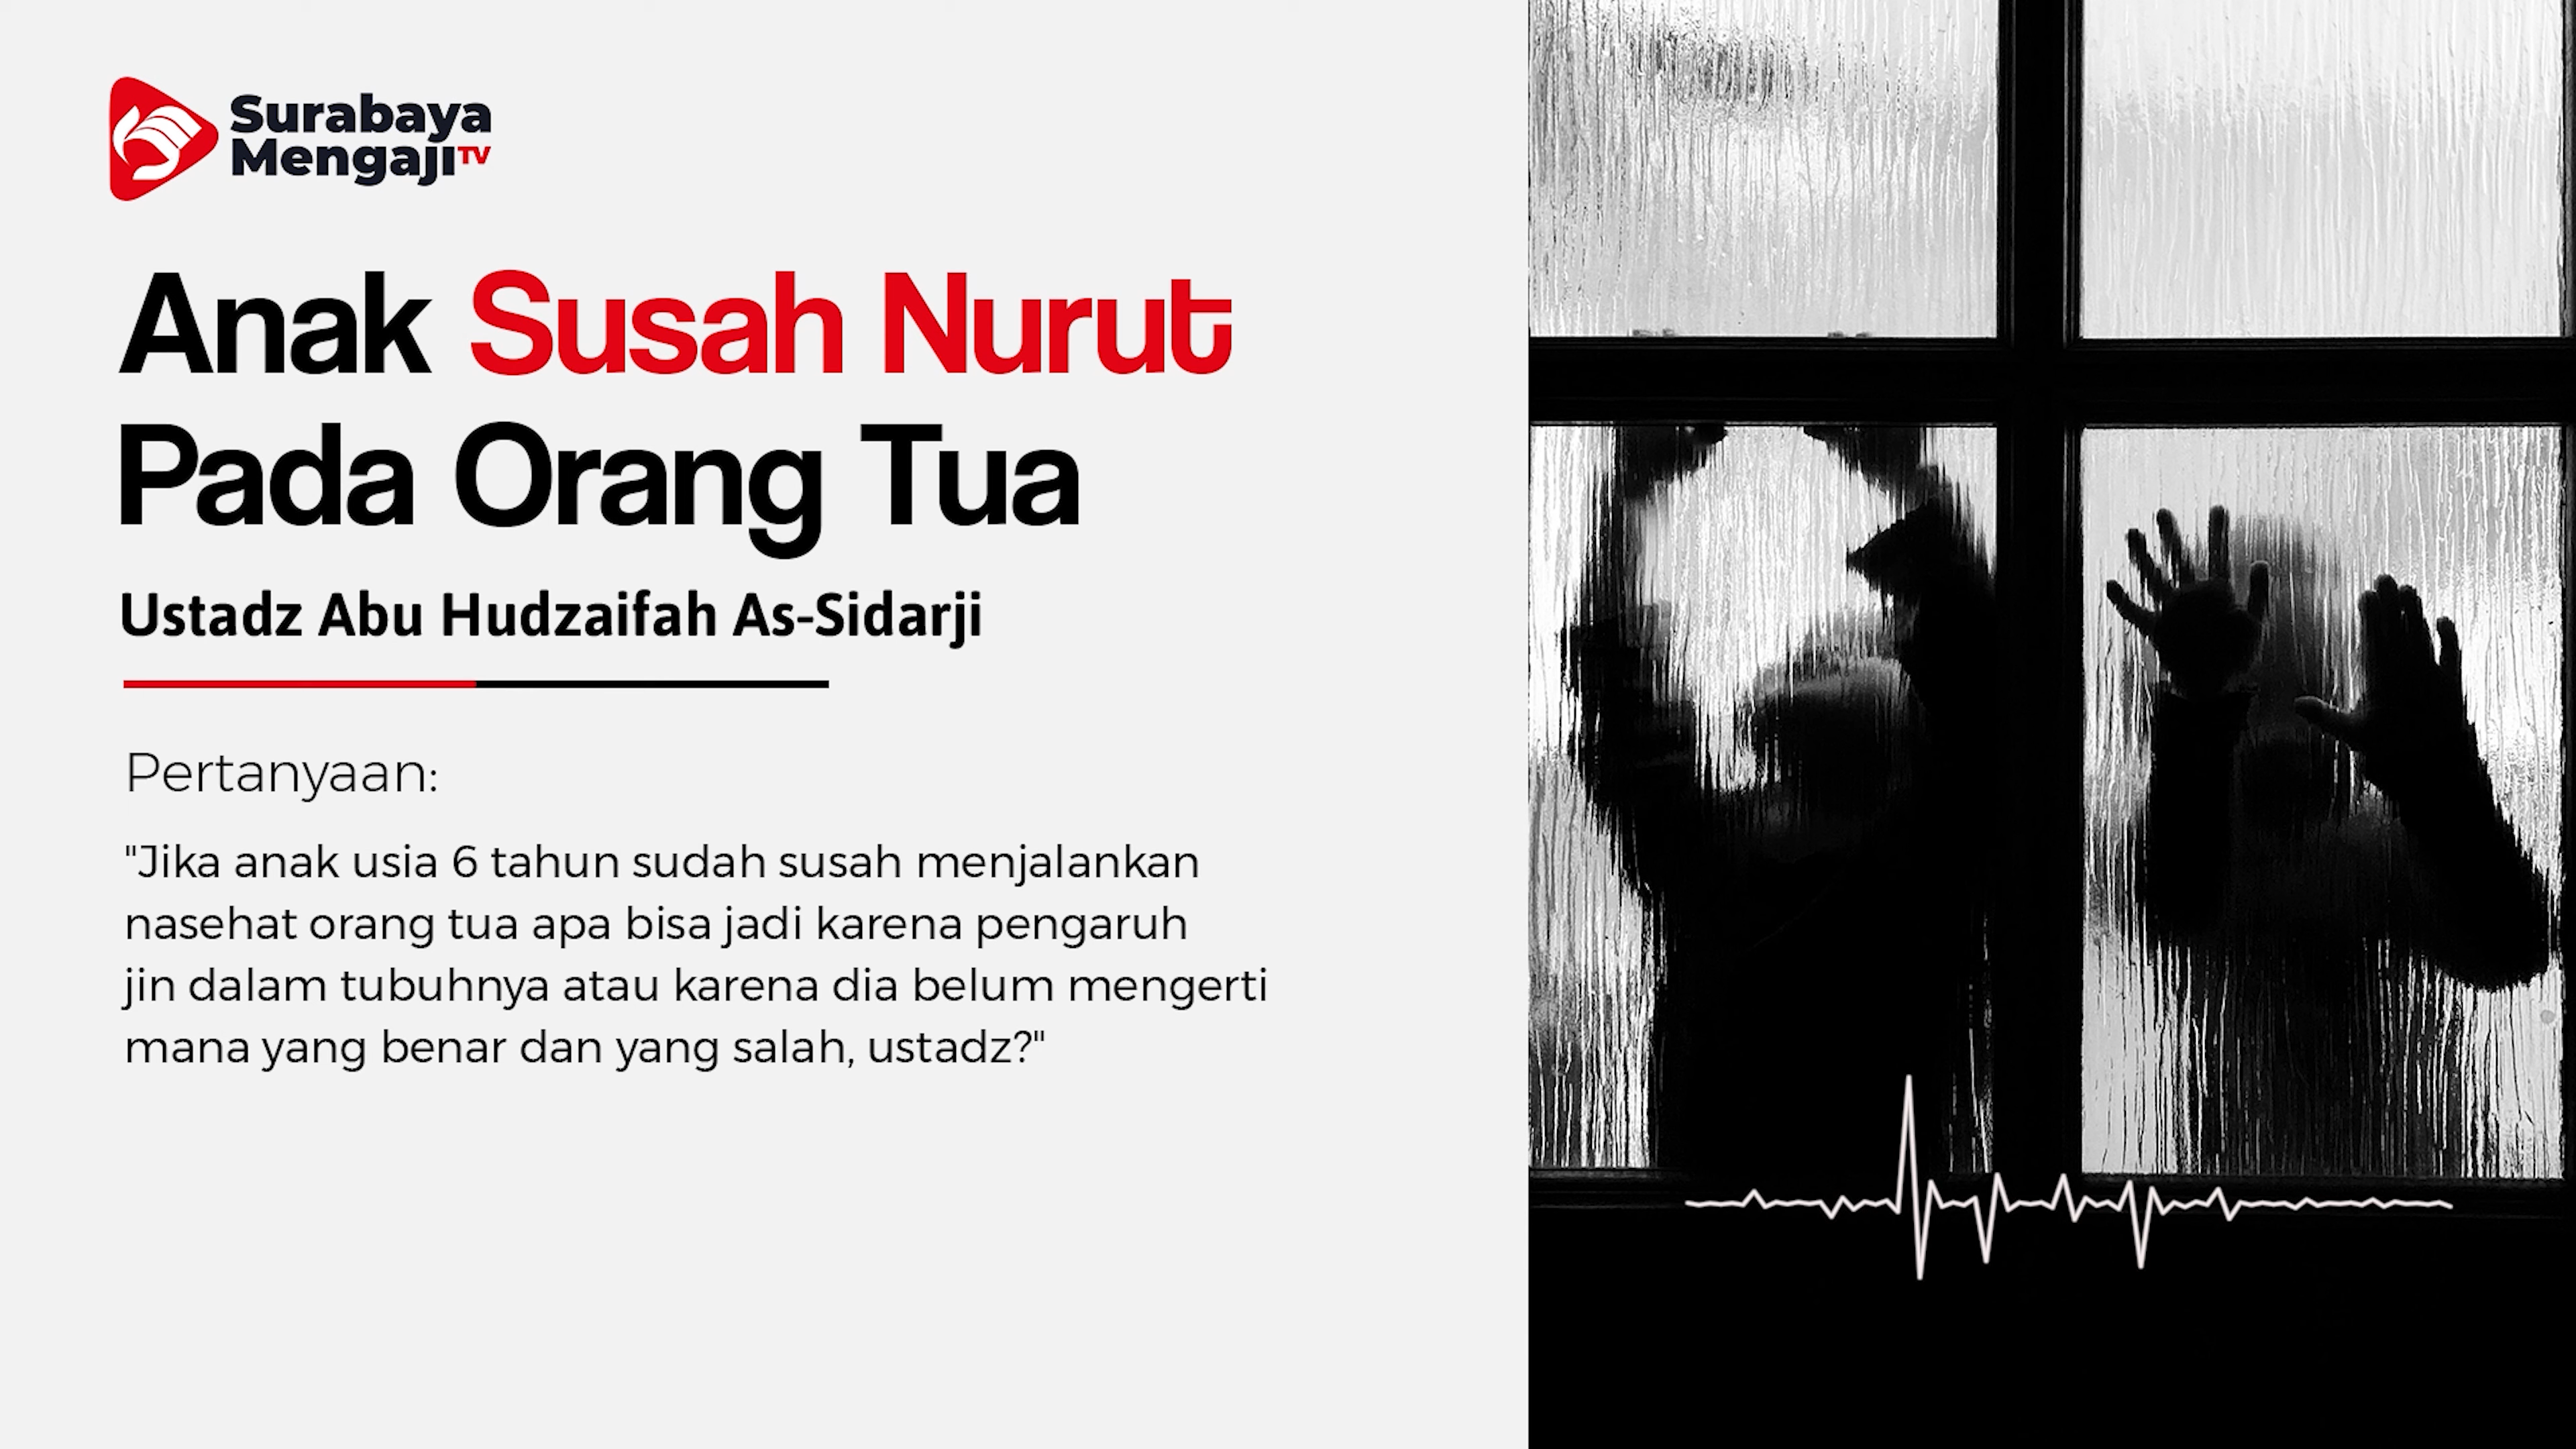 Surabaya
Mengaji TV
Anak Susah Nurut
Pada Orang Tua
Ustadz Abu Hudzaifah As-Sidarji
Pertanyaan:
"Jika anak usia 6 tahun sudah susah menjalankan
nasehat orang tua apa bisa jadi karena pengaruh
jin dalam tubuhnya atau karena dia belum mengerti
mana yang benar dan yang salah, ustadz?"